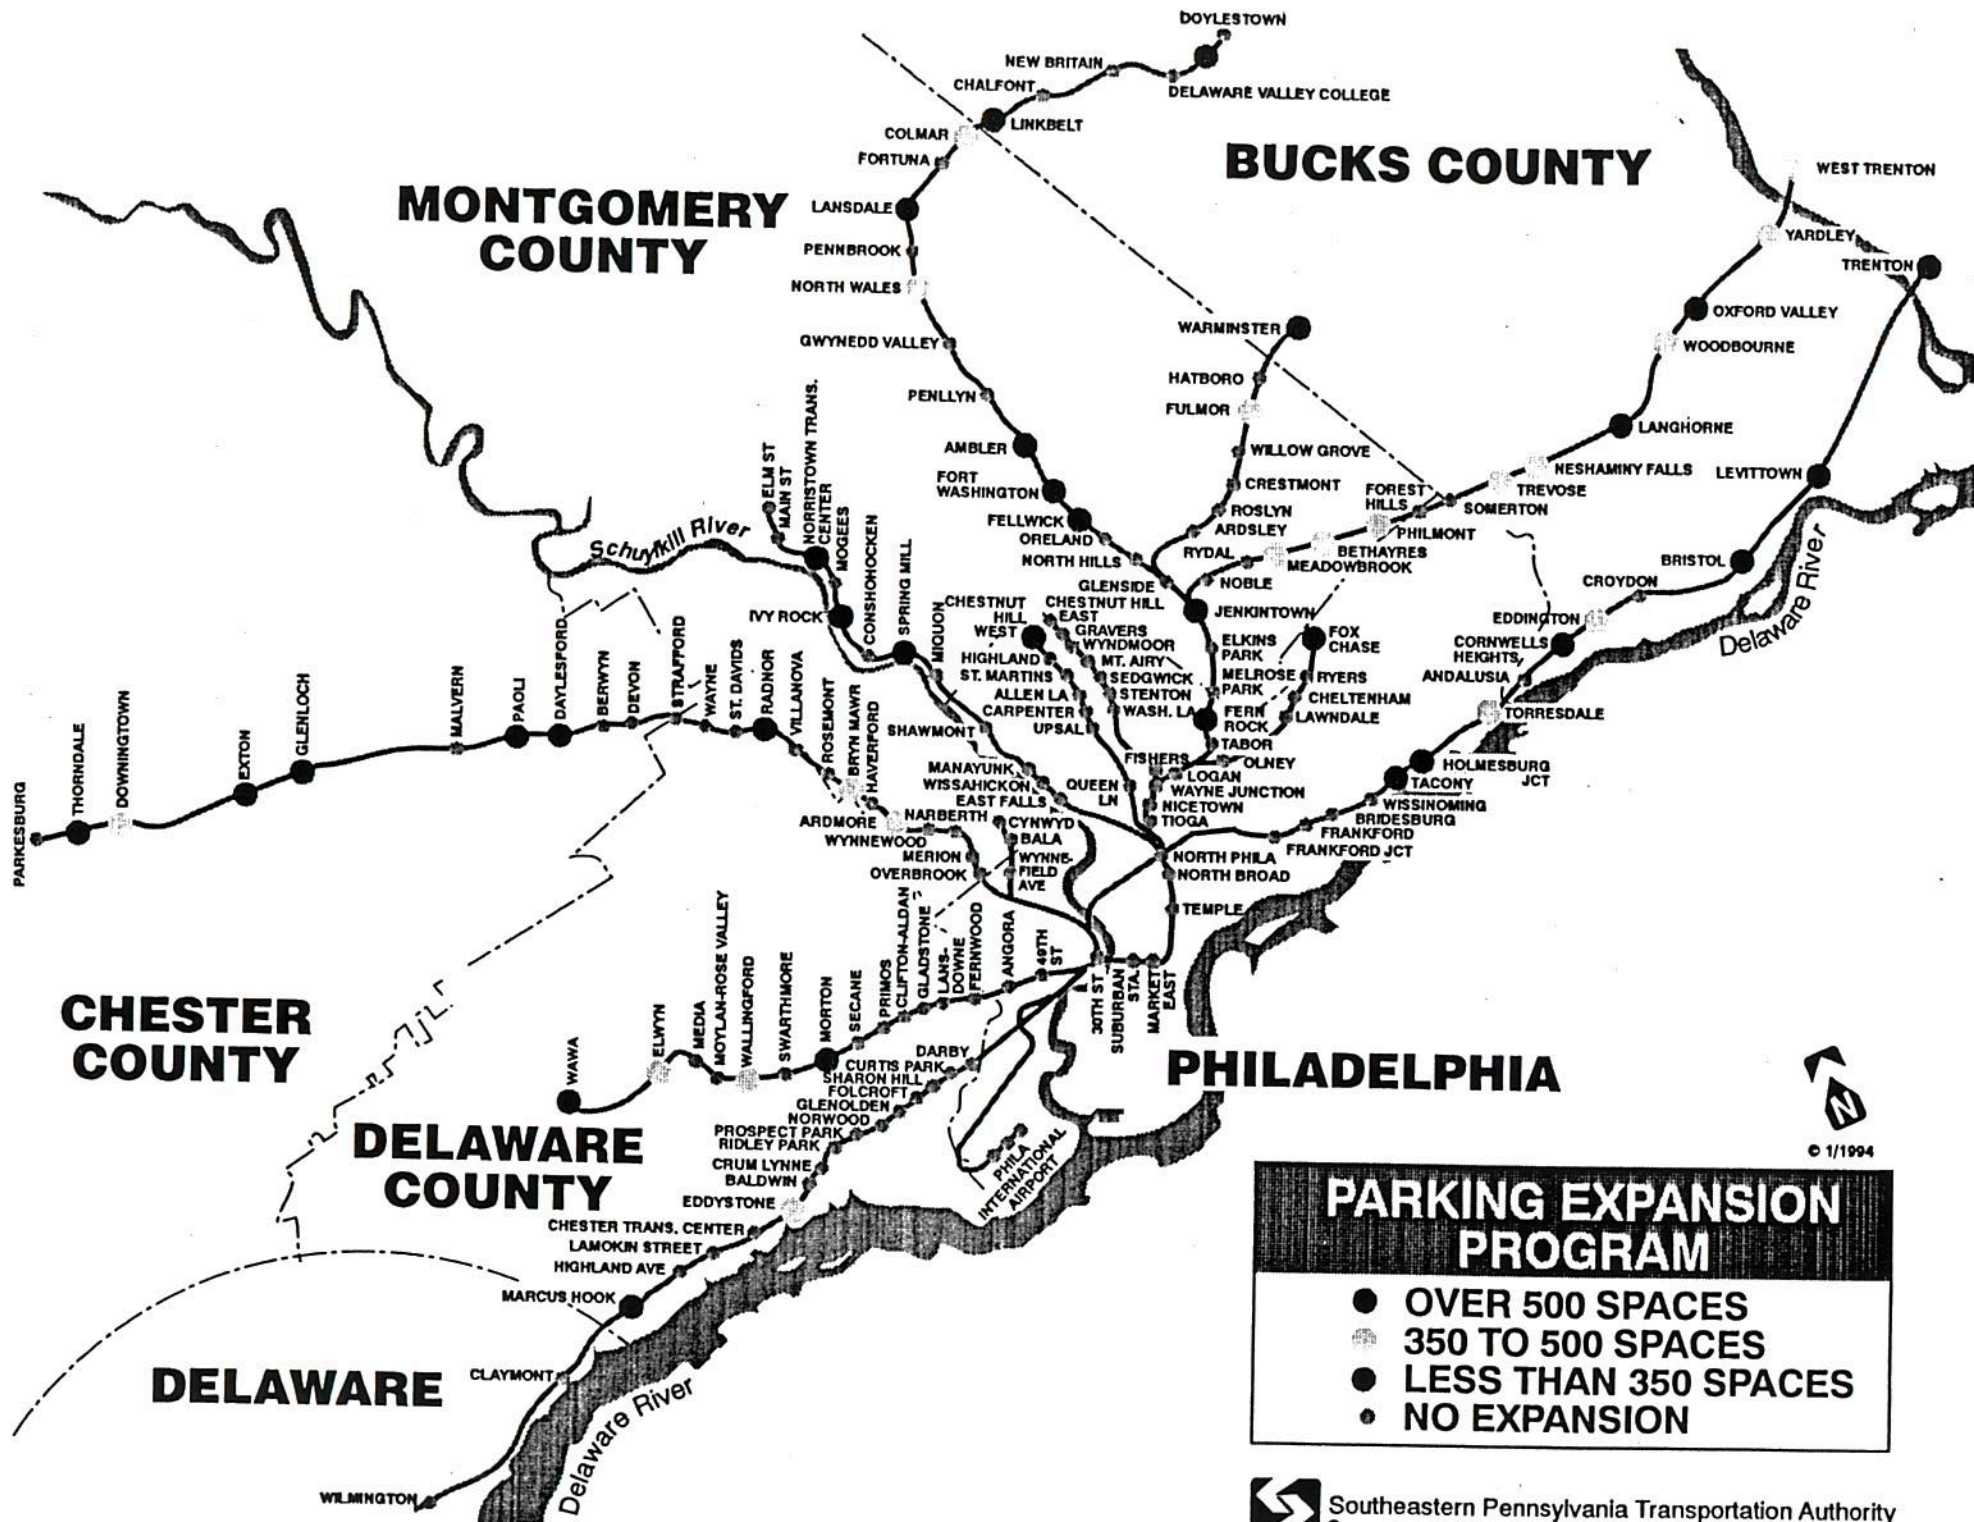 DOYLESTOWN
NEW BRITAIN
CHALFONT
DELAWARE VALLEY COLLEGE
COLMAR
LINKBELT
FORTUNA
BUCKS COUNTY
WEST TRENTON
MONTGOMERY
COUNTY
LANSDALE
YARDLEY
PENNBROOK
TRENTON
NORTH WALES
OXFORD VALLEY
WARMINSTER
GWYNEDD VALLEY
WOODBOURNE
HATBORO
PENLLYN
FULMOR
LANGHORNE
AMBLER
WILLOW GROVE
NESHAMINY FALLS
LEVITTOWN
FORT
WASHINGTON
CRESTMONT
TREVOSE
FOREST
HILLS
SOMERTON
ELM ST
MAIN ST
NORRISTOWN TRANS.
CENTER
MOGEES
CONSHOHOCKEN
SPRING MILL
MIQUON
FELLWICK
ROSLYN
ORELAND
ARDSLEY
PHILMONT
Schuylkill River
NORTH HILLS
RYDAL
BETHAYRES
MEADOWBROOK
BRISTOL
GLENSIDE
NOBLE
CROYDON
Delaware River
IVY ROCK
CHESTNUT
HILL
WEST
CHESTNUT HILL
EAST
JENKINTOWN
EDDINGTON
GRAVERS
WYNDMOOR
ELKINS
PARK
FOX
CHASE
CORNWELLS
HEIGHTS
HIGHLAND
MT. AIRY
ST. MARTINS
SEDGWICK
MELROSE
PARK
RYERS
ANDALUSIA
ALLEN LA
STENTON
CHELTENHAM
CARPENTER
WASH. LA
FERN
ROCK
LAWNDALE
TORRESDALE
UPSAL
SHAWMONT
TABOR
FISHERS
OLNEY
HOLMESBURG
JCT
MANAYUNK
LOGAN
TACONY
WISSAHICKON
QUEEN
LN
WAYNE JUNCTION
WISSINOMING
EAST FALLS
NICETOWN
BRIDESBURG
TIOGA
FRANKFORD
FRANKFORD JCT
PARKESBURG
THORNDALE
DOWNINGTOWN
EXTON
GLENLOCH
MALVERN
PAOLI
DAYLESFORD
BERWYN
DEVON
STRAFFORD
WAYNE
ST. DAVIDS
RADNOR
VILLANOVA
ROSEMONT
BRYN MAWR
HAVERFORD
ARDMORE
NARBERTH
CYNWYD
WYNNEWOOD
BALA
MERION
WYNNE-
FIELD
AVE
NORTH PHILA
OVERBROOK
NORTH BROAD
TEMPLE
WAWA
ELWYN
MEDIA
MOYLAN-ROSE VALLEY
WALLINGFORD
SWARTHMORE
MORTON
SECANE
PRIMOS
CLIFTON-ALDAN
GLADSTONE
LANS-
DOWNE
FERNWOOD
ANGORA
49TH
ST
30TH ST
SUBURBAN
STA.
MARKET
EAST
CHESTER
COUNTY
DARBY
CURTIS PARK
SHARON HILL
FOLCROFT
GLENOLDEN
NORWOOD
PROSPECT PARK
RIDLEY PARK
CRUM LYNNE
BALDWIN
EDDYSTONE
PHILA
INTERNATIONAL
AIRPORT
PHILADELPHIA
N
© 1/1994
DELAWARE
COUNTY
CHESTER TRANS. CENTER
LAMOKIN STREET
HIGHLAND AVE
MARCUS HOOK
CLAYMONT
DELAWARE
WILMINGTON
Delaware River
PARKING EXPANSION
PROGRAM
OVER 500 SPACES
350 TO 500 SPACES
LESS THAN 350 SPACES
NO EXPANSION
Southeastern Pennsylvania Transportation Authority